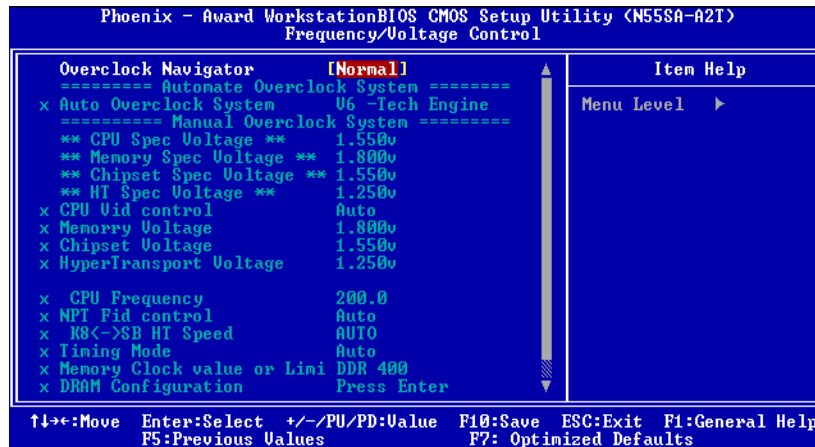 Phoenix - Award WorkstationBIOS CMOS Setup Utility (N55SA-A2T)
Frequency/Voltage Control
Overclock Navigator [Normal]
========= Automate Overclock System ========
x Auto Overclock System V6 -Tech Engine
========== Manual Overclock System =========
** CPU Spec Voltage ** 1.550v
** Memory Spec Voltage ** 1.800v
** Chipset Spec Voltage ** 1.550v
** HT Spec Voltage ** 1.250v
x CPU Vid control Auto
x Memorry Voltage 1.800v
x Chipset Voltage 1.550v
x HyperTransport Voltage 1.250v
x CPU Frequency 200.0
x NPT Fid control Auto
x K8<->SB HT Speed AUTO
x Timing Mode Auto
x Memory Clock value or Limi DDR 400
x DRAM Configuration Press Enter
Item Help
Menu Level ►
↑↓→←:Move Enter:Select +/-/PU/PD:Value F10:Save ESC:Exit F1:General Help
F5:Previous Values F7: Optimized Defaults